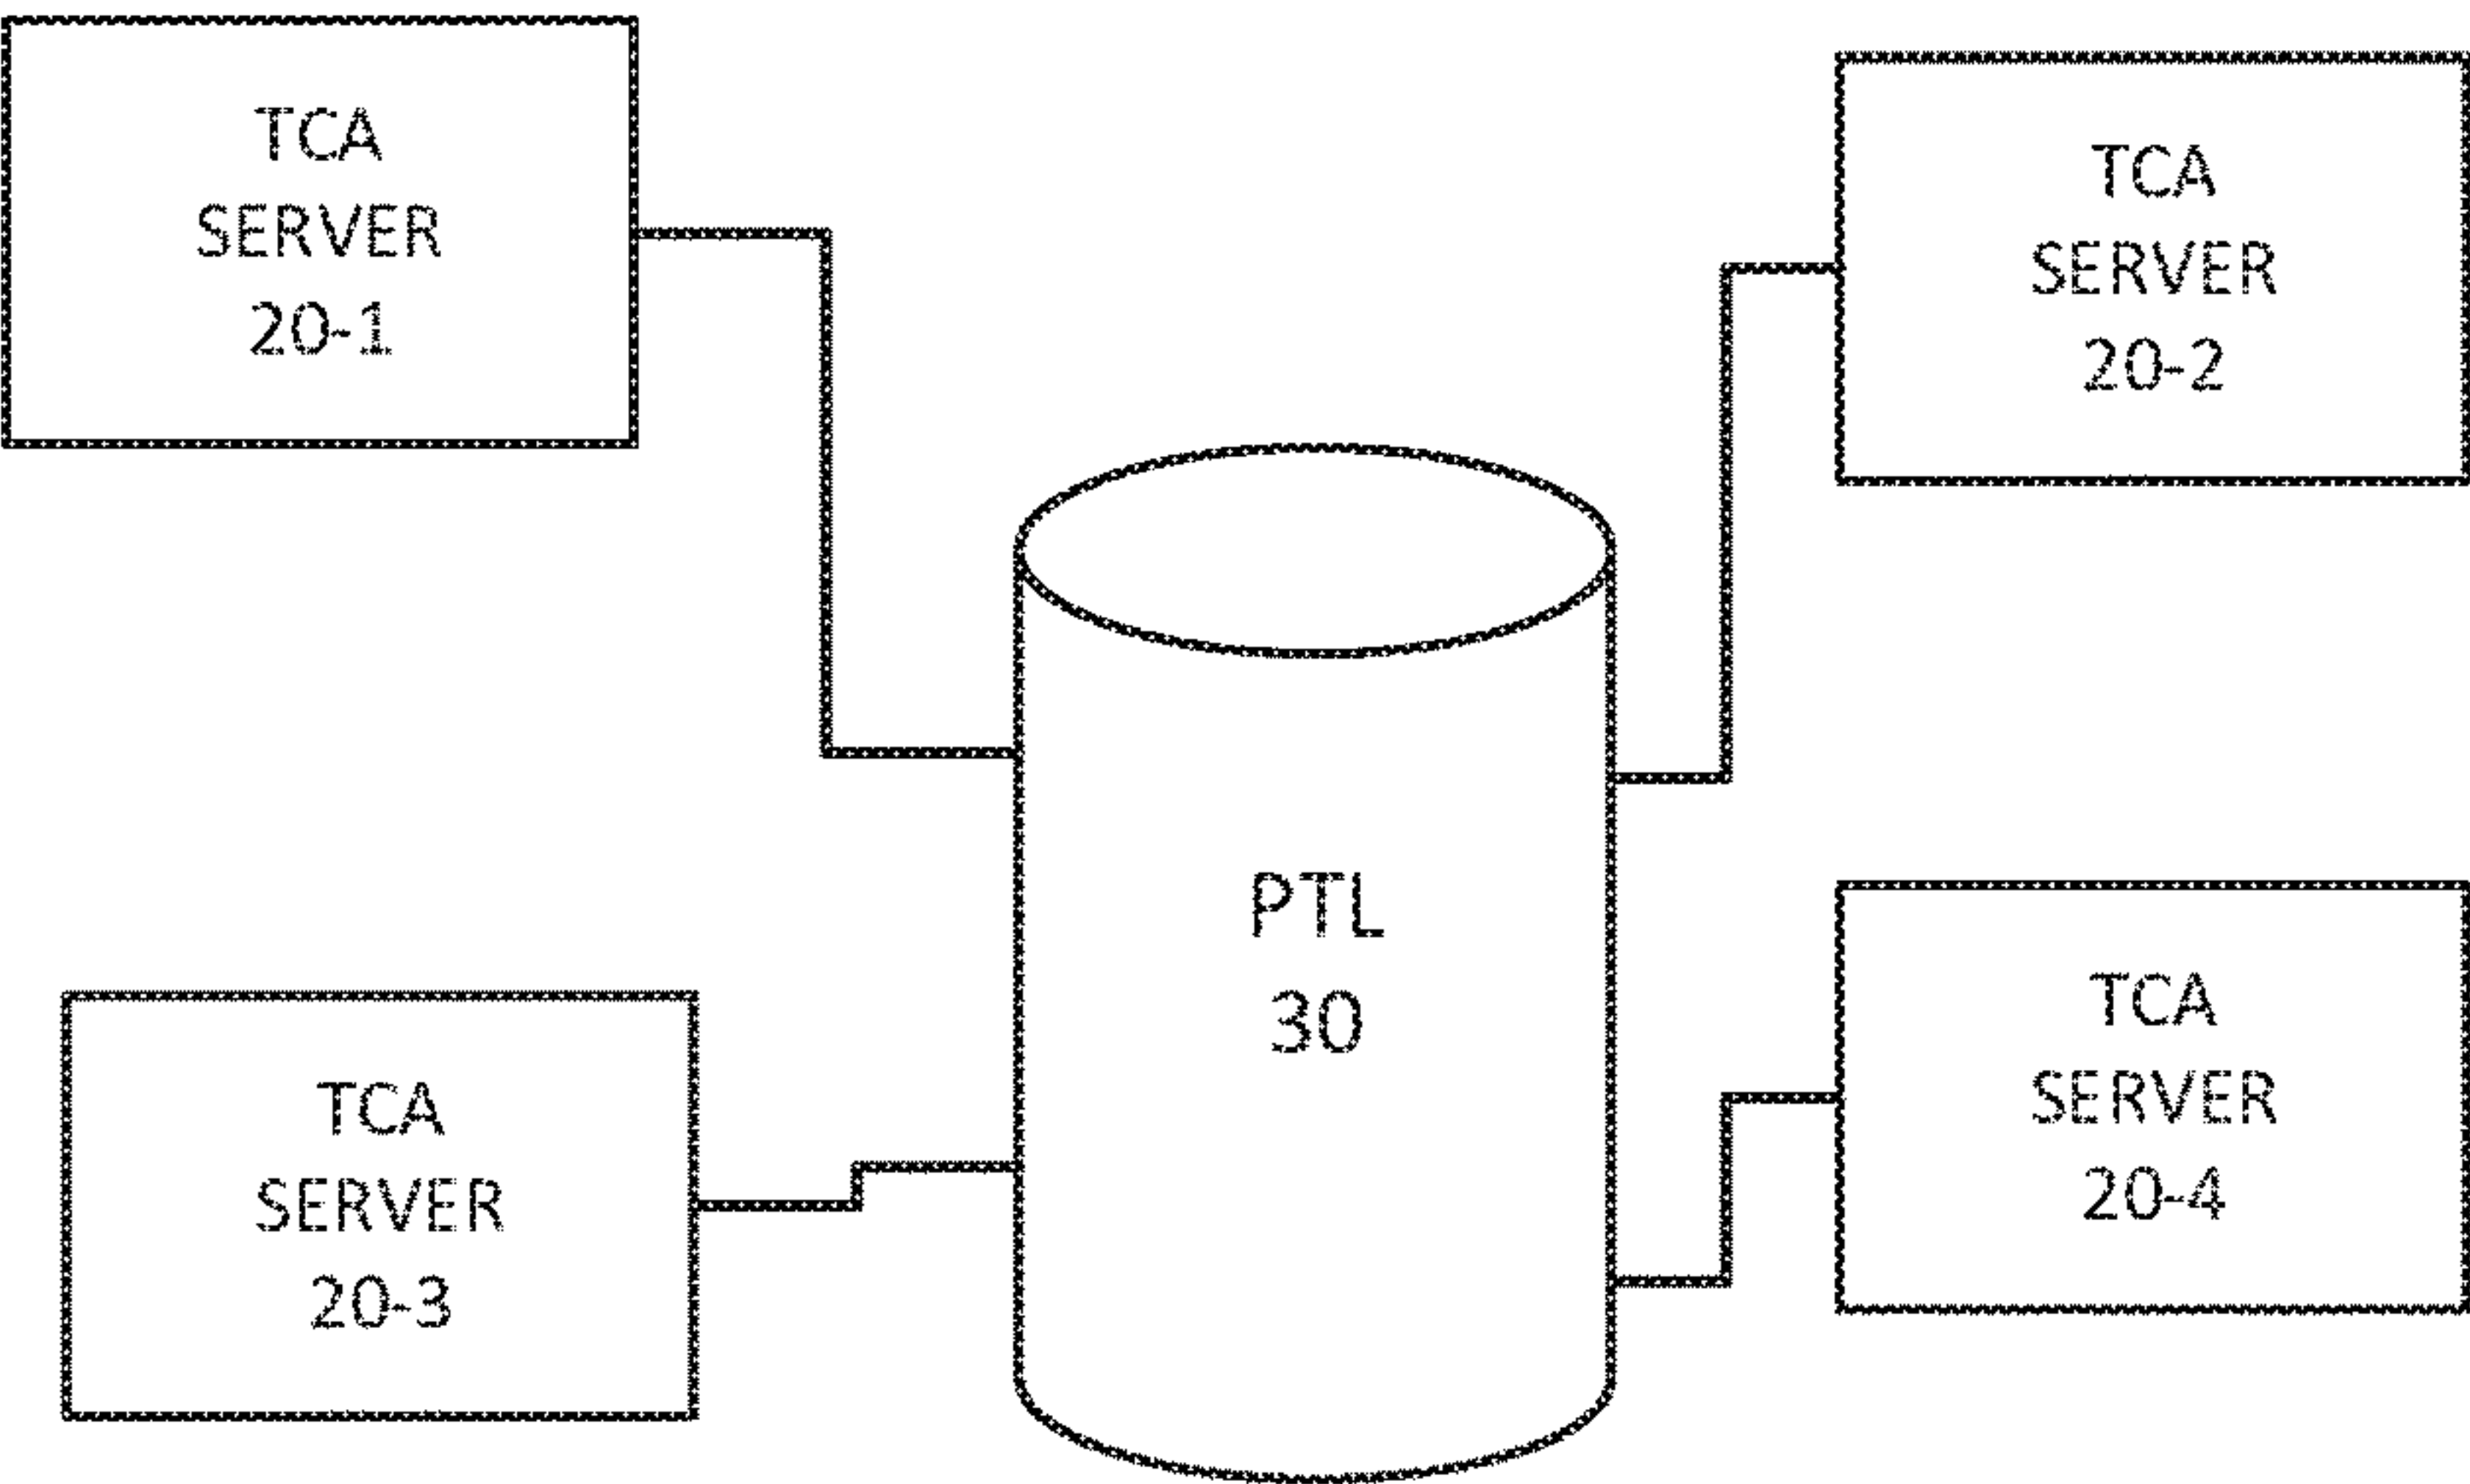 TCA
SERVER
20-1
TCA
SERVER
20-2
PTL
30
TCA
SERVER
20-3
TCA
SERVER
20-4